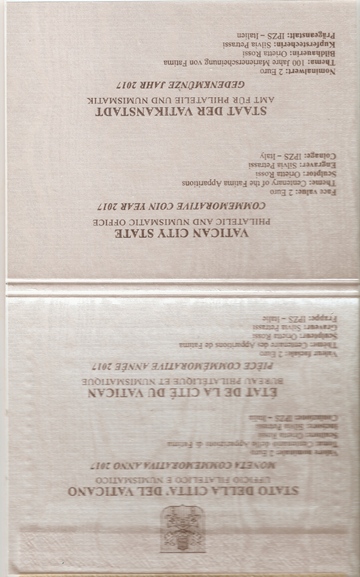 STATO DELLA CITTA' DEL VATICANO
UFFICIO FILATELICO E NUMISMATICO
MONETA COMMEMORATIVA ANNO 2017
Valore nominale: 2 Euro
Tema: Centenario delle Apparizioni di Fatima
Scultore: Orietta Rossi
Incisore: Silvia Petrassi
Coniazione: IPZS – Italia
ÉTAT DE LA CITÉ DU VATICAN
BUREAU PHILATÉLIQUE ET NUMISMATIQUE
PIÈCE COMMÉMORATIVE ANNÉE 2017
Valeur faciale: 2 Euro
Thème: Centenaire des Apparitions de Fatima
Sculpteur: Orietta Rossi
Graveur: Silvia Petrassi
Frappe: IPZS – Italie
VATICAN CITY STATE
PHILATELIC AND NUMISMATIC OFFICE
COMMEMORATIVE COIN YEAR 2017
Face value: 2 Euro
Theme: Centenary of the Fatima Apparitions
Sculptor: Orietta Rossi
Engraver: Silvia Petrassi
Coinage: IPZS – Italy
STAAT DER VATIKANSTADT
AMT FÜR PHILATELIE UND NUMISMATIK
GEDENKMÜNZE JAHR 2017
Nominalwert: 2 Euro
Thema: 100 Jahre Marienerscheinung von Fatima
Bildhauerin: Orietta Rossi
Kupferstecherin: Silvia Petrassi
Prägeanstalt: IPZS – Italien